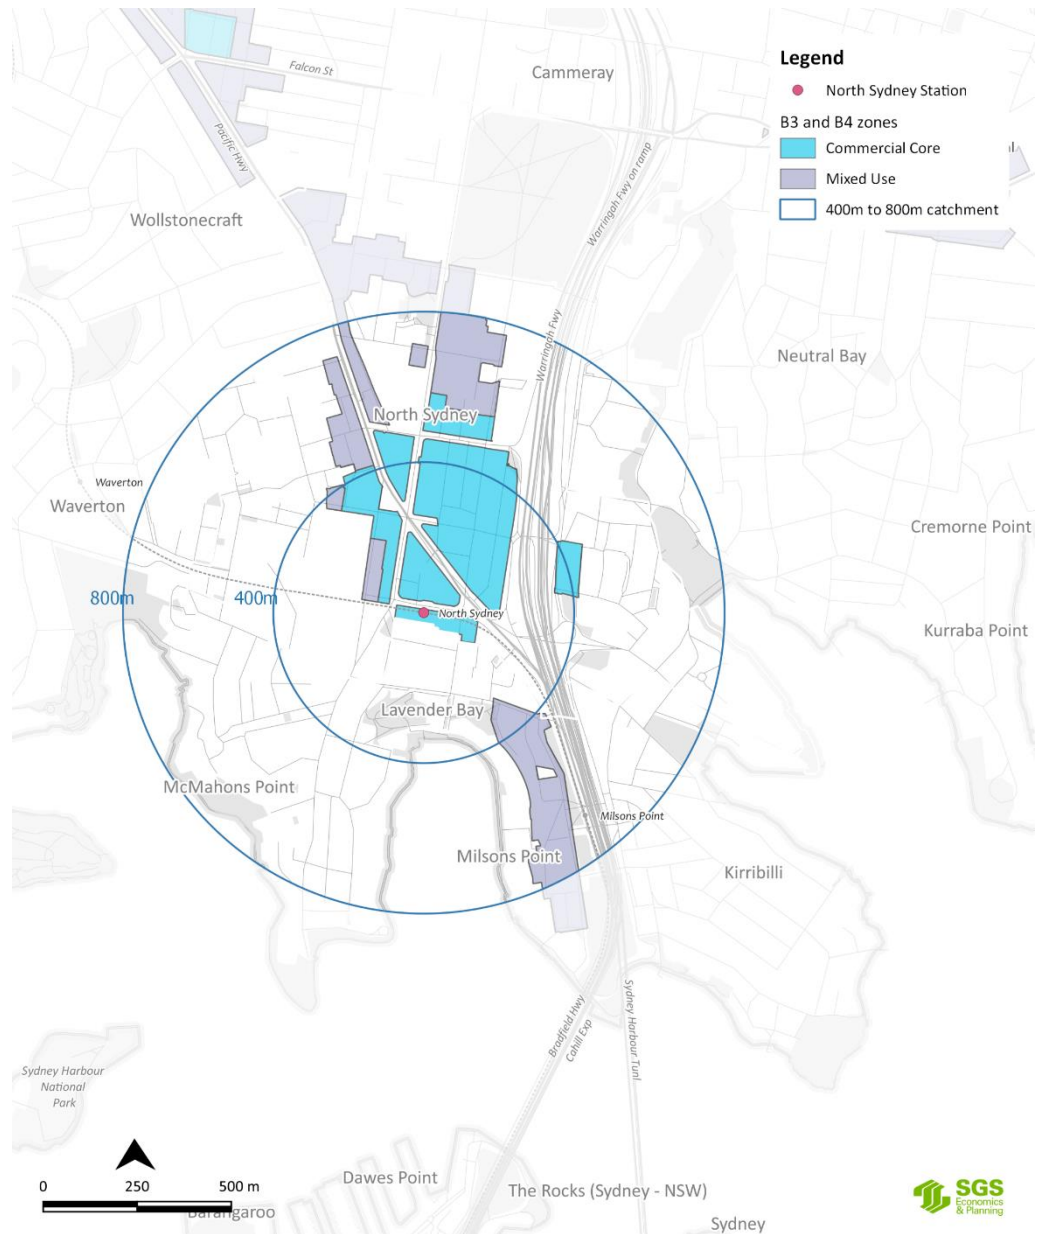 Legend
North Sydney Station
B3 and B4 zones
Commercial Core
Mixed Use
400m to 800m catchment
Falcon St
Cammeray
Pacific Hwy
Warringah Fwy on ramp
Wollstonecraft
Warringah Fwy
Neutral Bay
North Sydney
Waverton
Waverton
Cremorne Point
800m
400m
North Sydney
Kurraba Point
Lavender Bay
McMahons Point
Milsons Point
Milsons Point
Kirribilli
Bradfield Hwy
Cahill Exp
Sydney Harbour Tunl
Sydney Harbour
National
Park
0 250 500 m
Dawes Point
The Rocks (Sydney - NSW)
Barangaroo
Sydney
SGS
Economics
& Planning